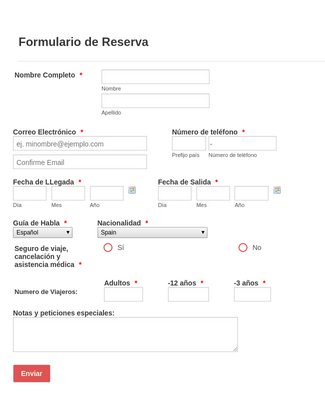 Formulario de Reserva
Nombre Completo *
Nombre
Apellido
Correo Electrónico * Número de teléfono *
ej, minombre@ejemplo.com -
Prefijo país Número de teléfono
Confirme Email
Fecha de LLegada * Fecha de Salida *
Día Mes Año Día Mes Año
Guía de Habla * Nacionalidad *
Español Spain
Seguro de viaje, Sí No
cancelación y
asistencia médica *
Adultos * -12 años * -3 años *
Numero de Viajeros:
Notas y peticiones especiales:
Enviar